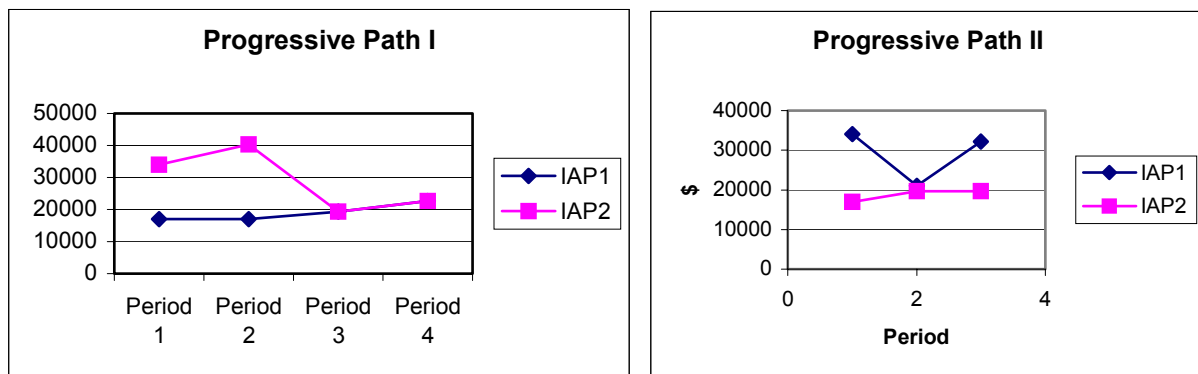 Progressive Path I
50000
40000
30000
20000
10000
0
Period
1
Period
2
Period
3
Period
4
IAP1
IAP2
Progressive Path II
$
40000
30000
20000
10000
0
0
2
4
Period
IAP1
IAP2